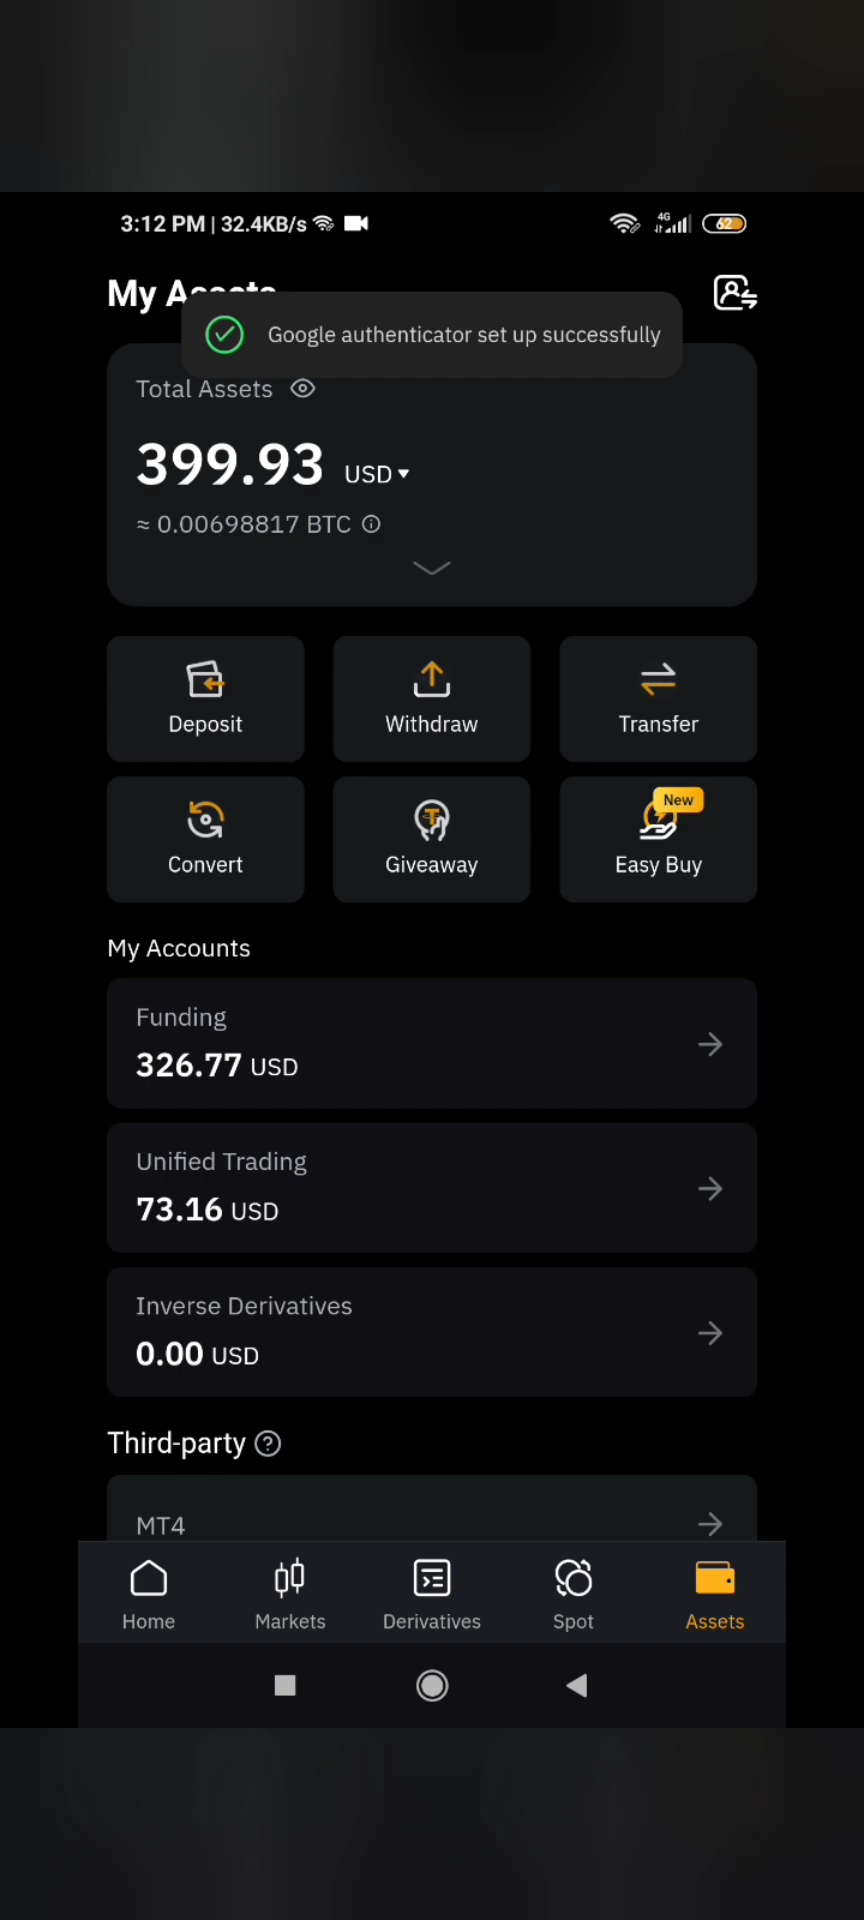 3:12 PM | 32.4KB/s
4G
62
My Assets
Google authenticator set up successfully
Total Assets
399.93 USD
≈ 0.00698817 BTC
Deposit
Withdraw
Transfer
Convert
Giveaway
New
Easy Buy
My Accounts
Funding
326.77 USD
Unified Trading
73.16 USD
Inverse Derivatives
0.00 USD
Third-party
MT4
Home
Markets
Derivatives
Spot
Assets